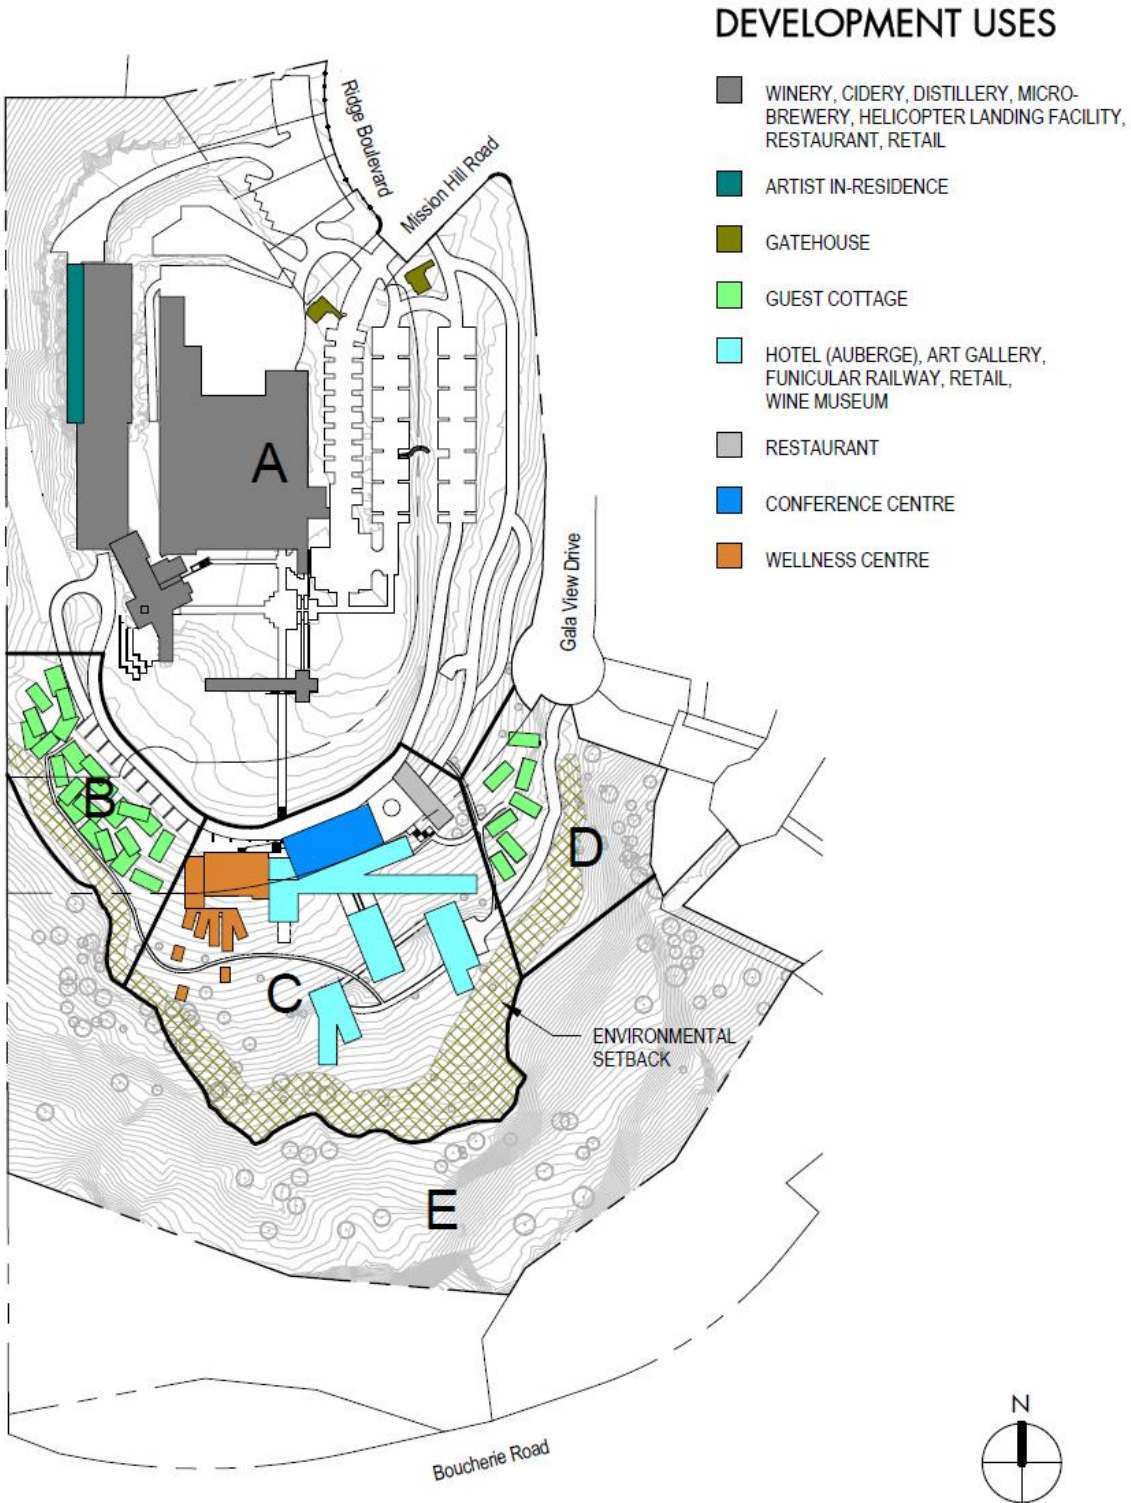 DEVELOPMENT USES
WINERY, CIDERY, DISTILLERY, MICRO-
BREWERY, HELICOPTER LANDING FACILITY,
RESTAURANT, RETAIL
ARTIST IN-RESIDENCE
GATEHOUSE
GUEST COTTAGE
HOTEL (AUBERGE), ART GALLERY,
FUNICULAR RAILWAY, RETAIL,
WINE MUSEUM
RESTAURANT
CONFERENCE CENTRE
WELLNESS CENTRE
Ridge Boulevard
Mission Hill Road
A
Gala View Drive
B
D
C
ENVIRONMENTAL
SETBACK
E
Boucherie Road
N